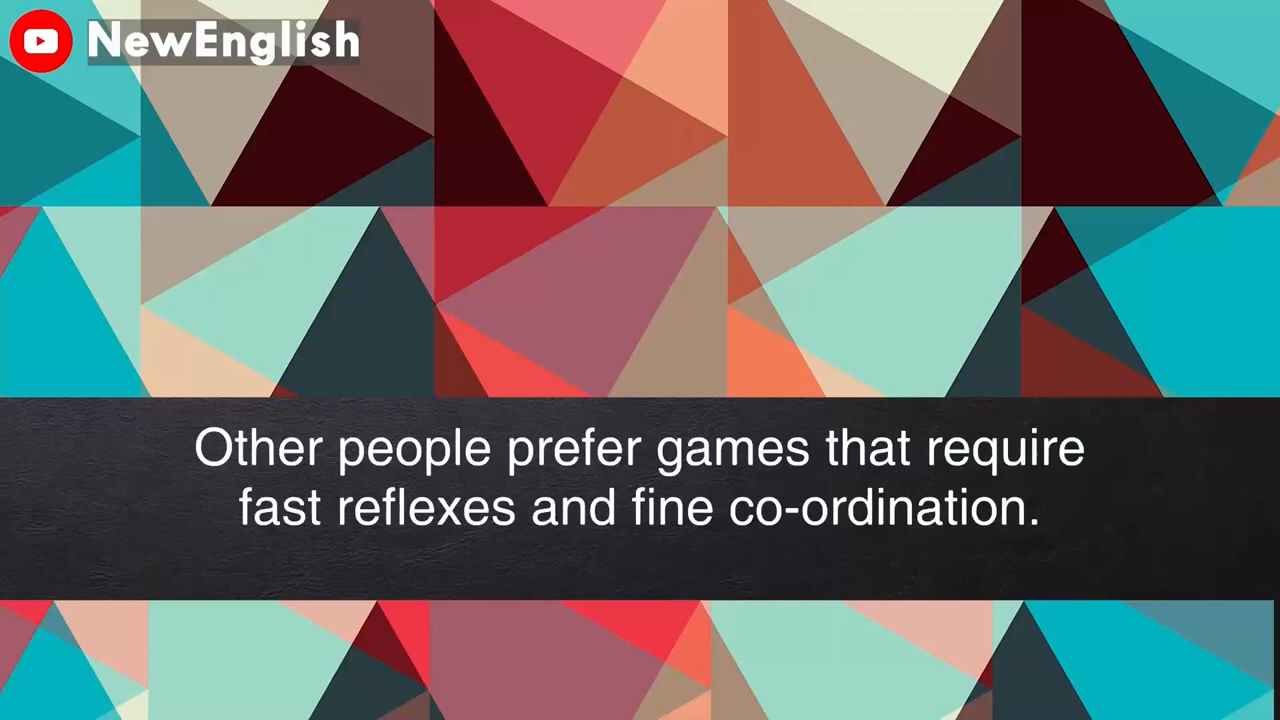 NewEnglish
Other people prefer games that require
fast reflexes and fine co-ordination.